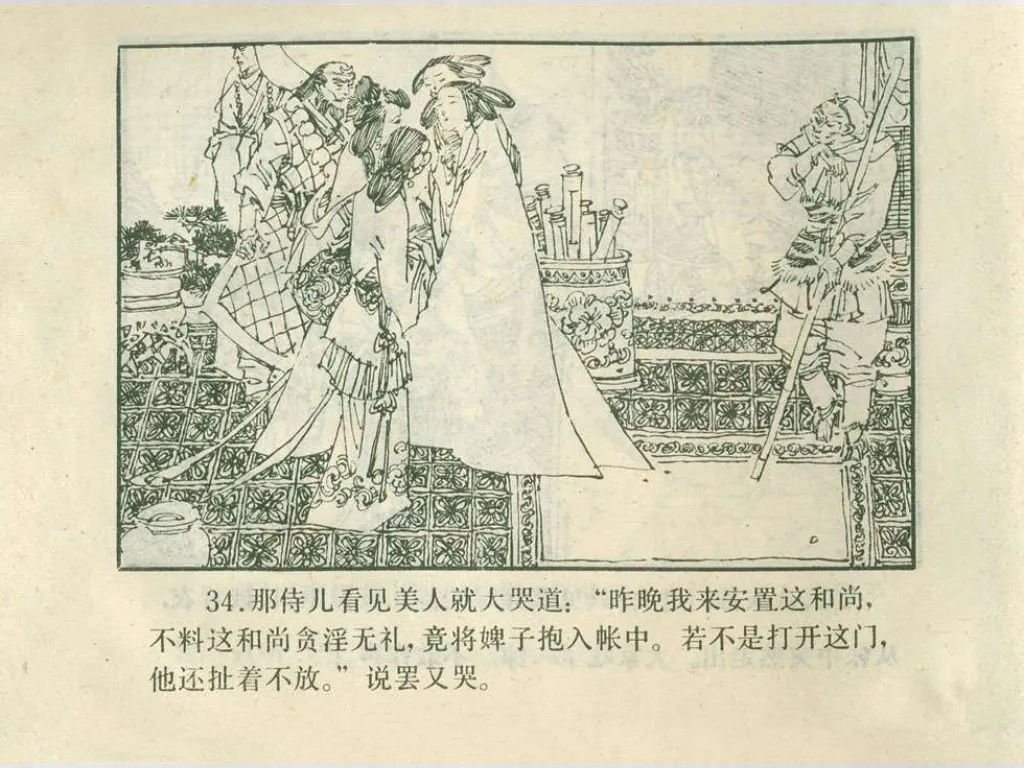 34.那侍儿看见美人就大哭道：“昨晚我来安置这和尚，
不料这和尚贪淫无礼，竟将婢子抱入帐中。若不是打开这门，
他还扯着不放。”说罢又哭。